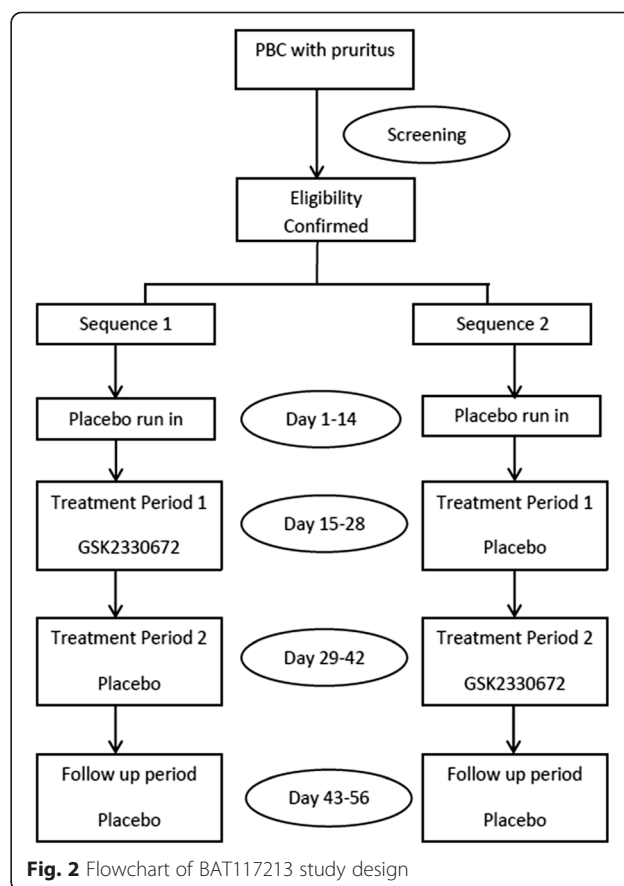 PBC with pruritus
Screening
Eligibility
Confirmed
Sequence 1
Sequence 2
Placebo run in
Day 1-14
Placebo run in
Treatment Period 1
GSK2330672
Day 15-28
Treatment Period 1
Placebo
Treatment Period 2
Placebo
Day 29-42
Treatment Period 2
GSK2330672
Follow up period
Placebo
Day 43-56
Follow up period
Placebo
Fig. 2 Flowchart of BAT117213 study design